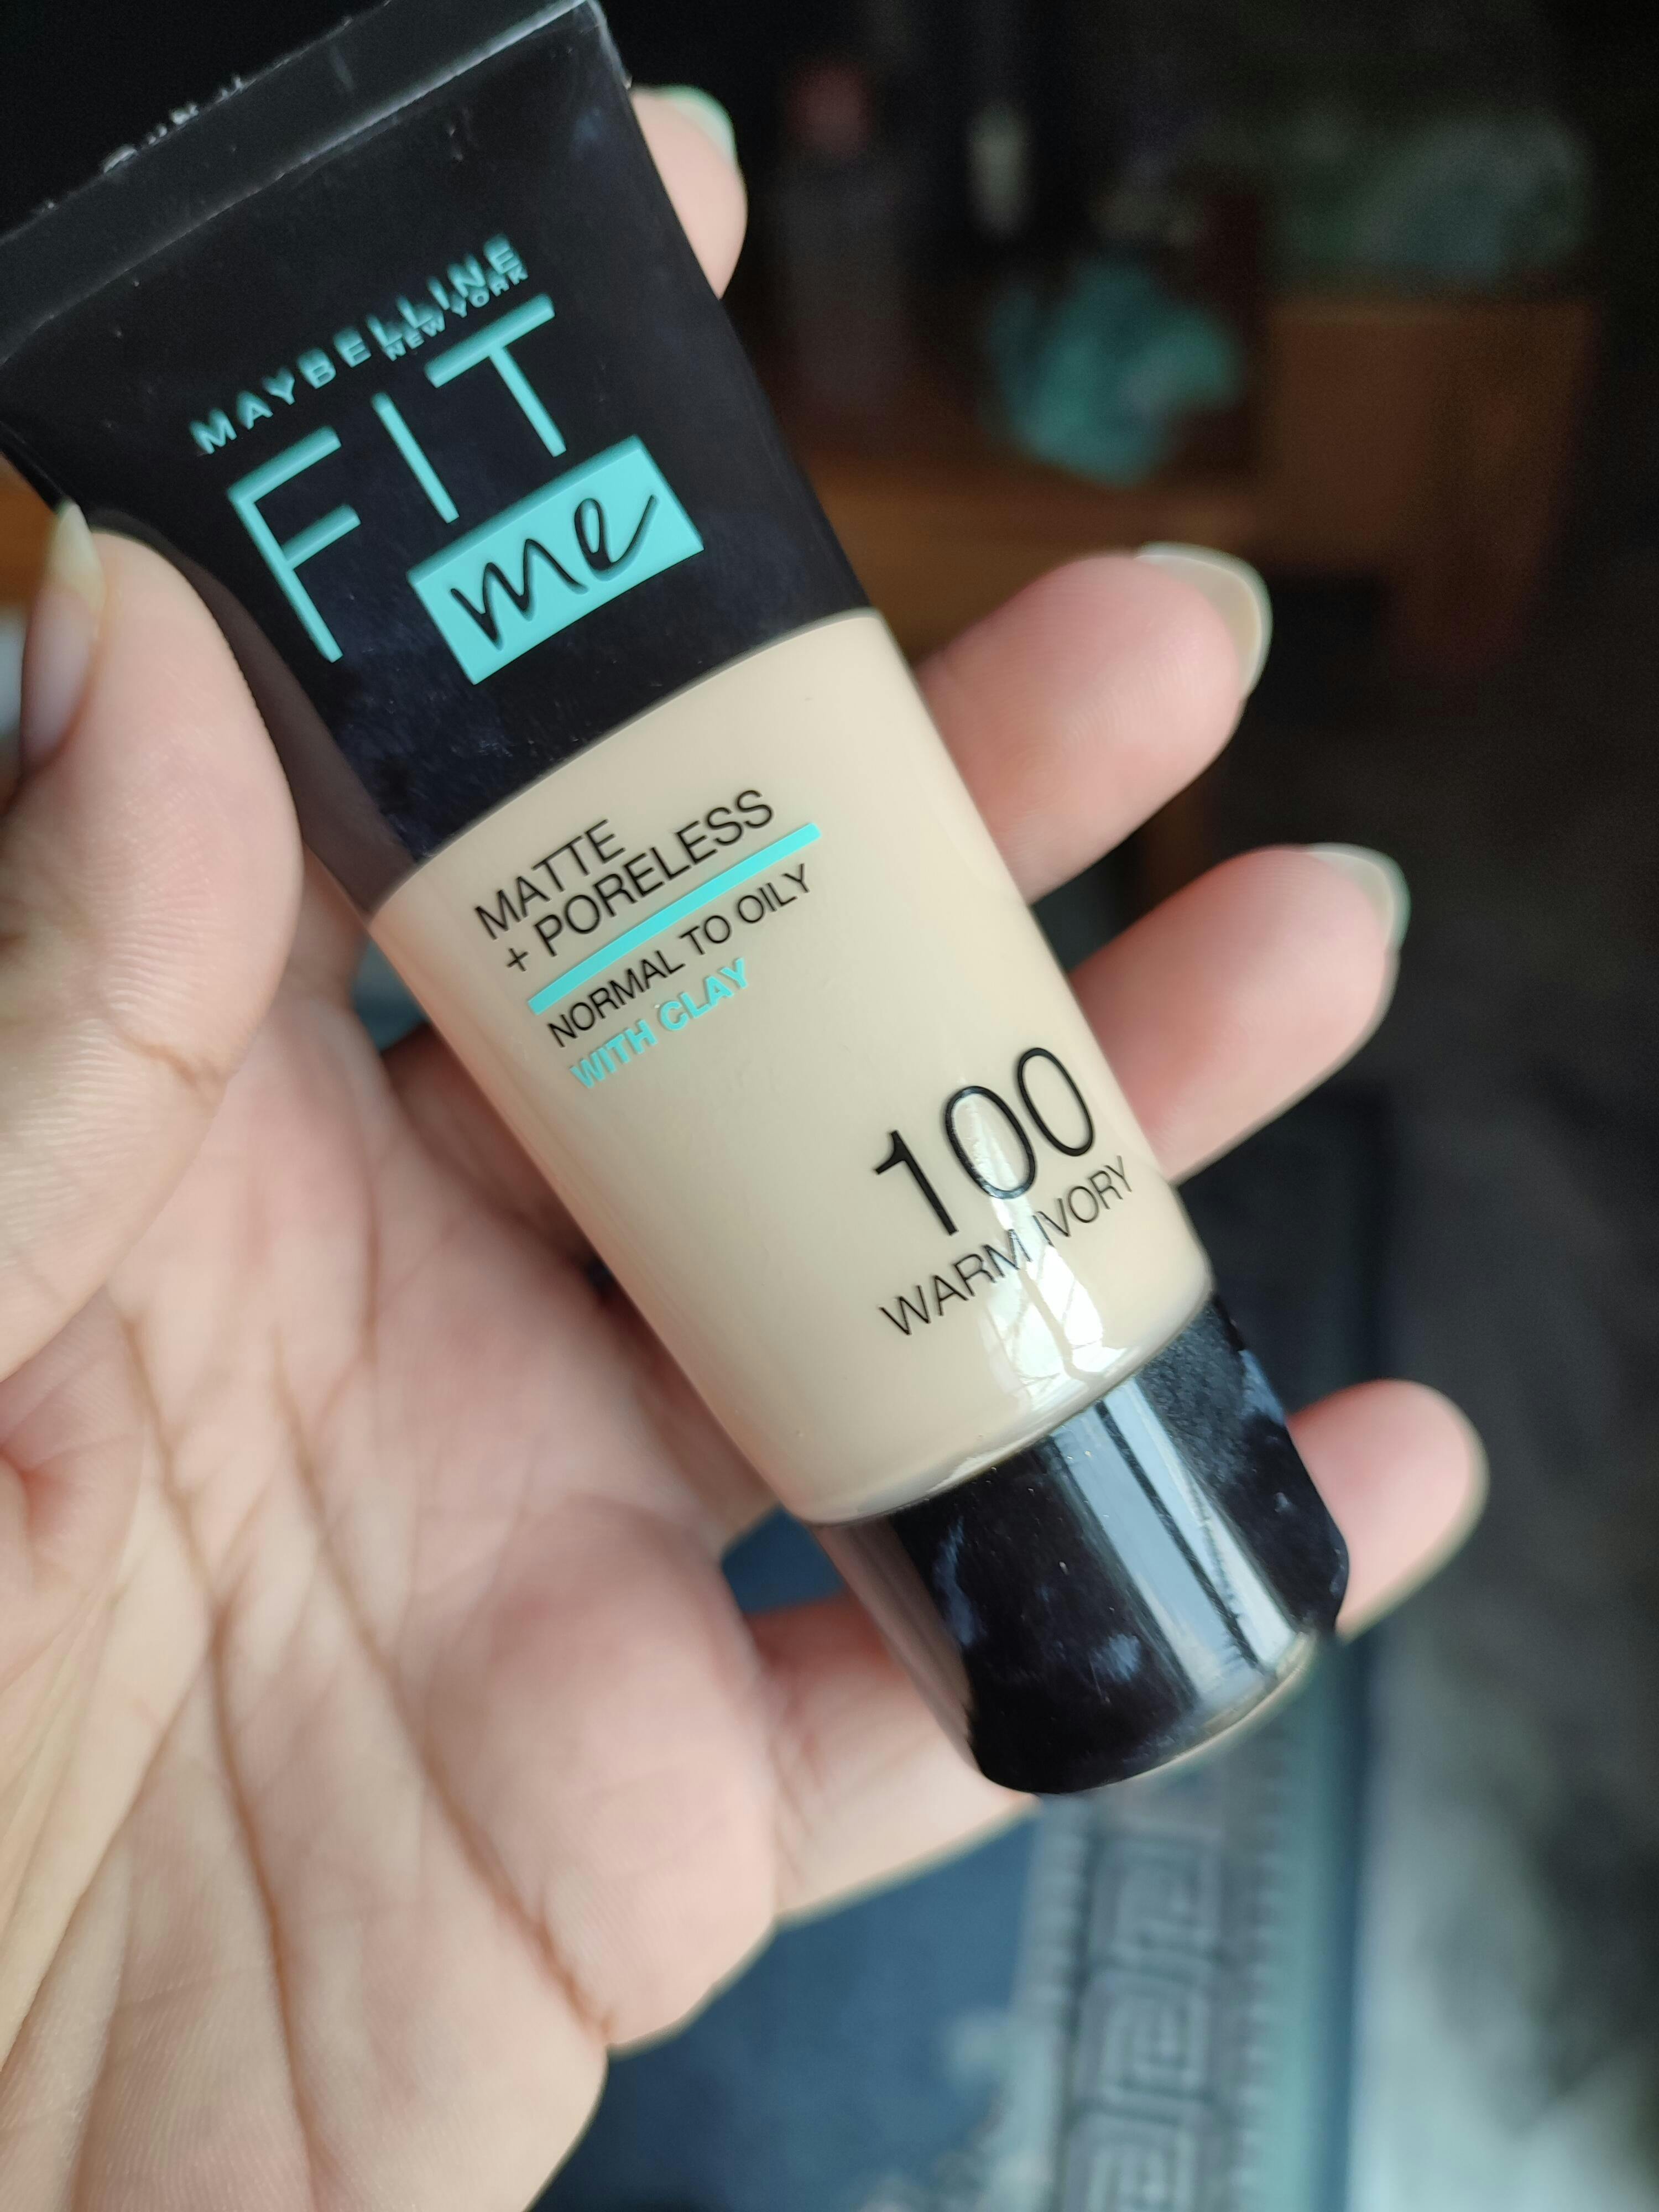 MAYBELLINE
NEW YORK
FIT
me
MATTE
+ PORELESS
NORMAL TO OILY
WITH CLAY
100
WARM IVORY